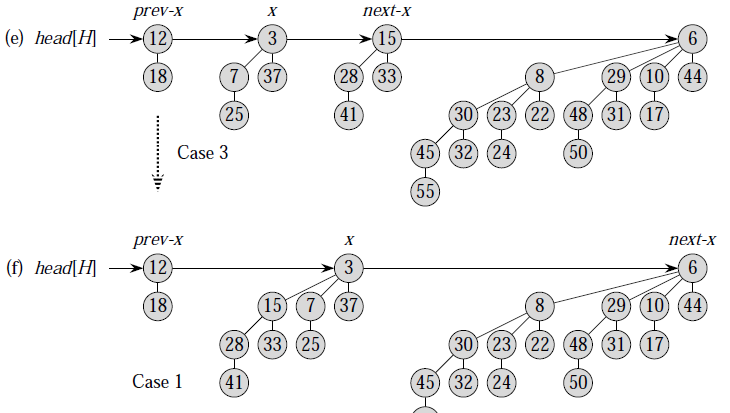 prev-x x next-x
(e) head[H] 12 3 15 6
18 7 37 28 33 8 29 10 44
25 41 30 23 22 48 31 17
Case 3 45 32 24 50
55
prev-x x next-x
(f) head[H] 12 3 6
18 15 7 37 8 29 10 44
28 33 25 30 23 22 48 31 17
Case 1 41 45 32 24 50